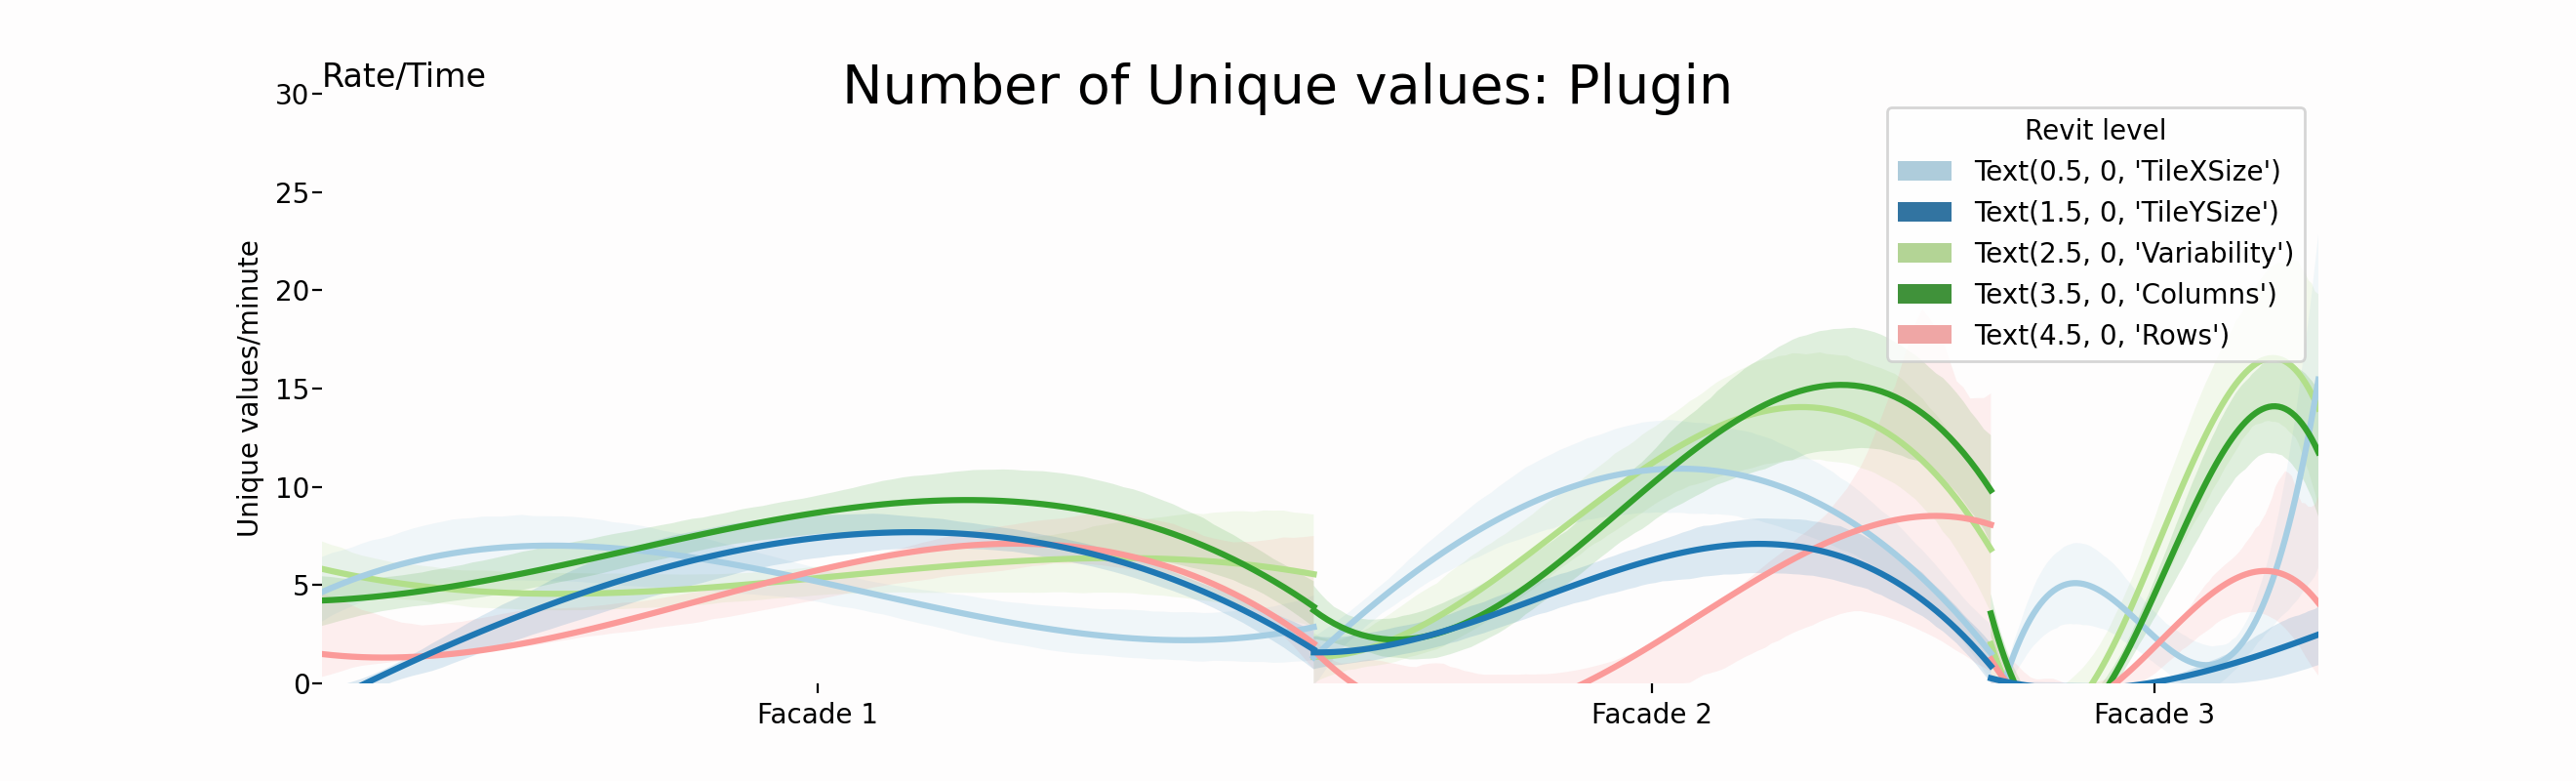 Rate/Time
Number of Unique values: Plugin
30
25
20
15
10
5
0
Unique values/minute
Revit level
Text(0.5, 0, 'TileXSize')
Text(1.5, 0, 'TileYSize')
Text(2.5, 0, 'Variability')
Text(3.5, 0, 'Columns')
Text(4.5, 0, 'Rows')
Facade 1
Facade 2
Facade 3